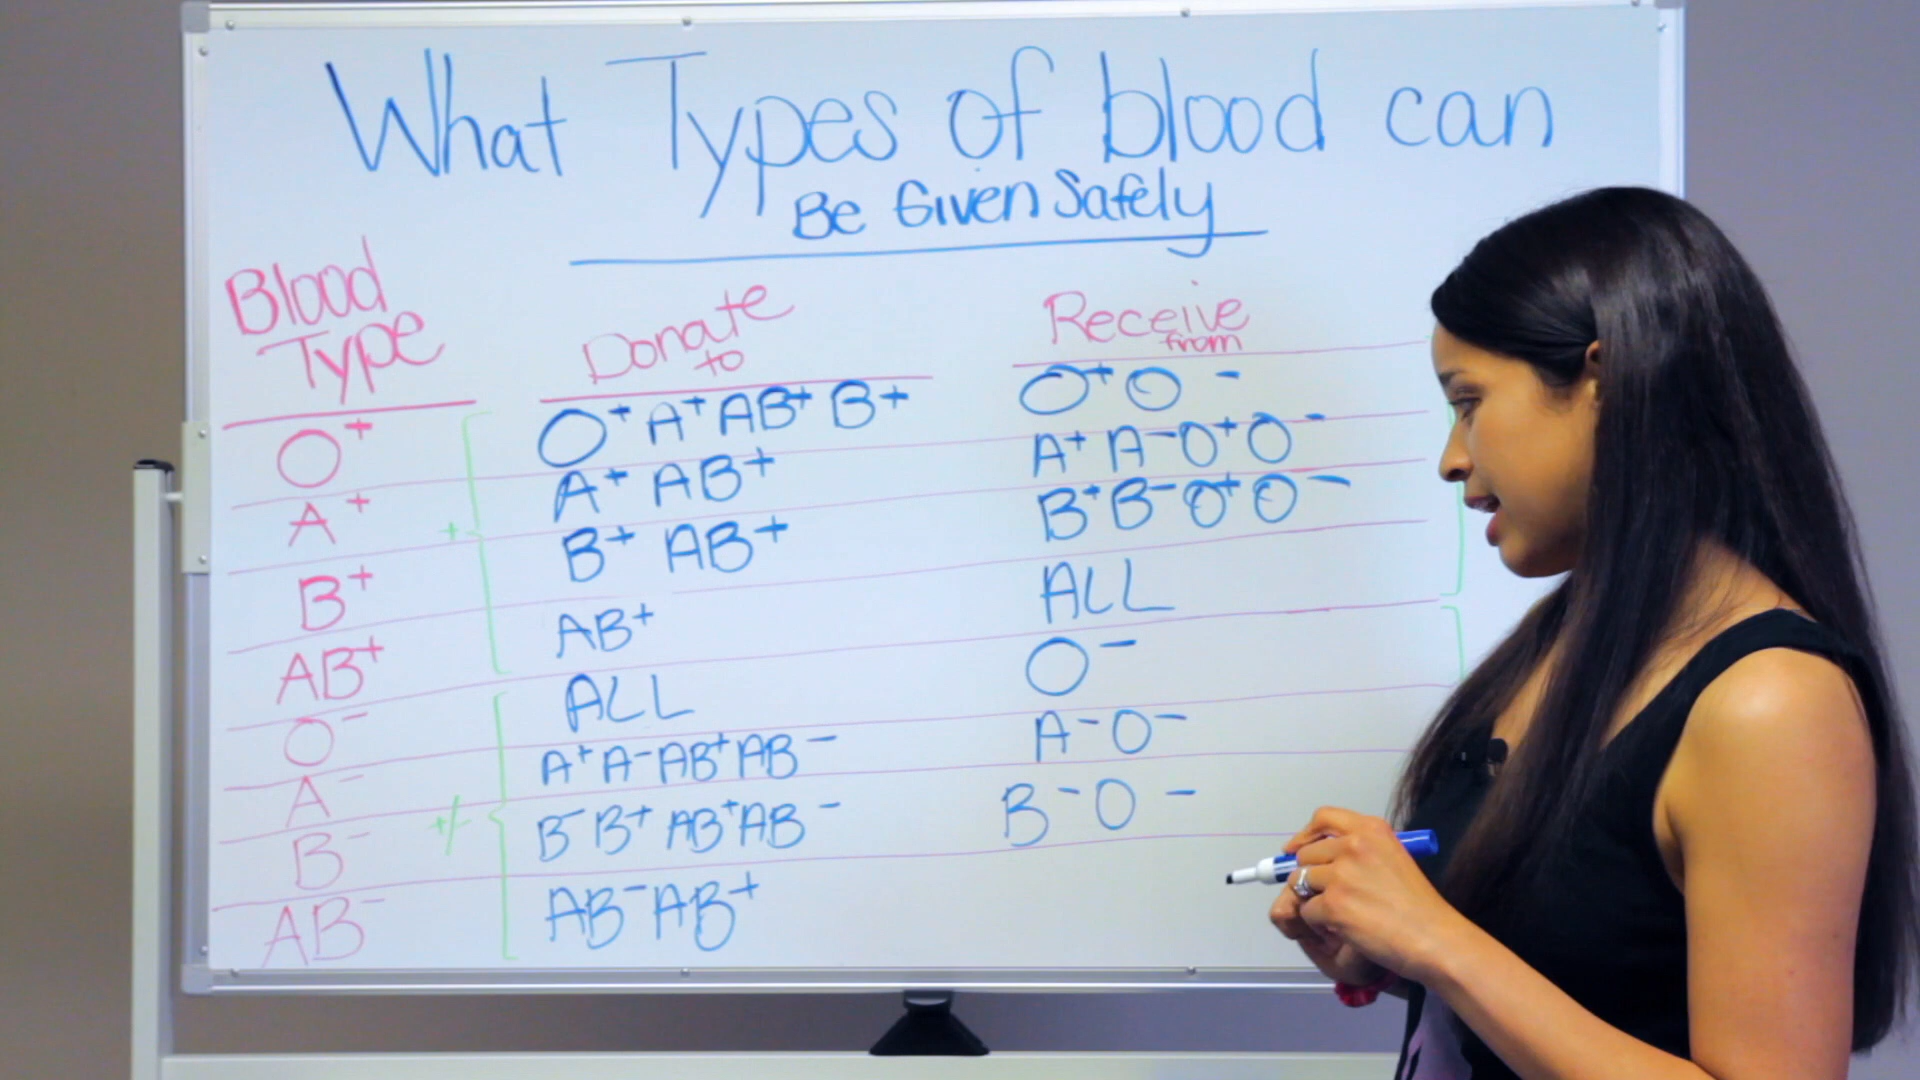 What Types of blood can
Be Given Safely
Blood Type Donate to Receive from
O+ O+ A+ AB+ B+ O+ O-
A+ A+ AB+ A+ A- O+ O-
B+ B+ AB+ B+ B- O+ O-
AB+ AB+ ALL
+
O- ALL O-
A- A+ A- AB+ AB- A- O-
B- B- B+ AB+ AB- B- O-
+/-
AB- AB- AB+